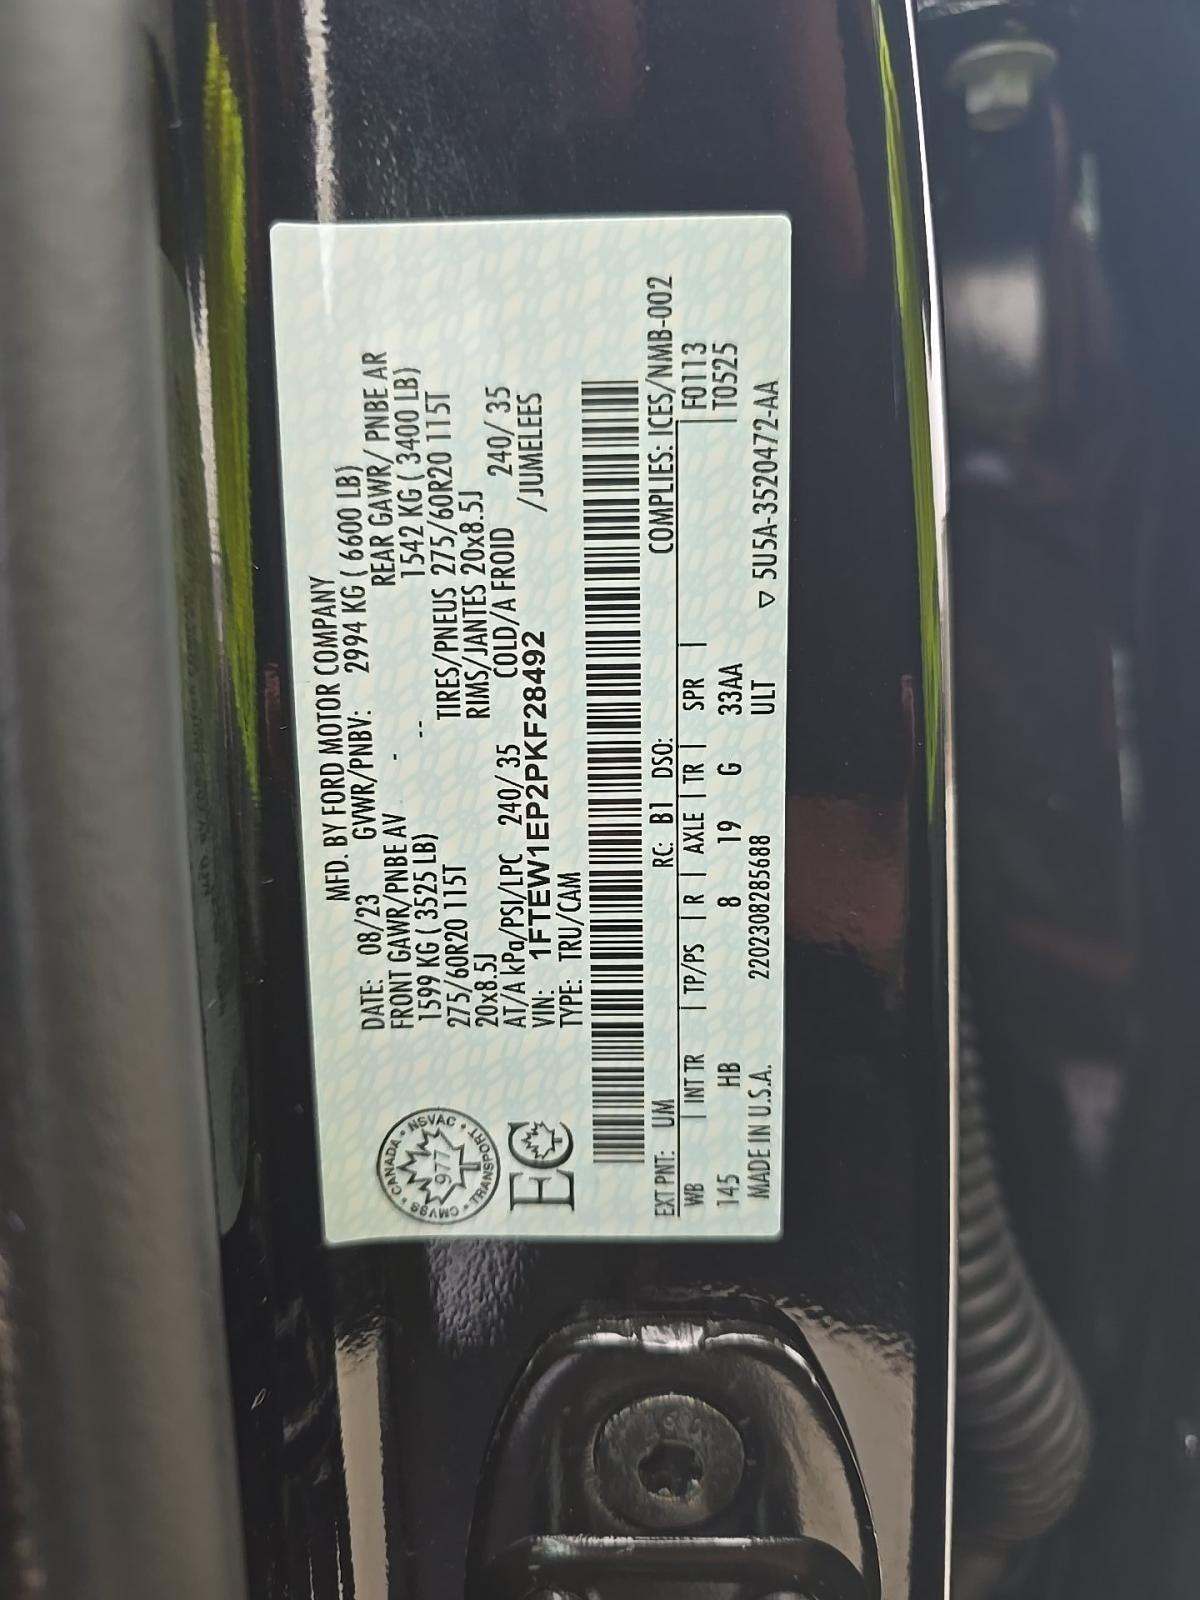 MFD. BY FORD MOTOR COMPANY
DATE: 08/23 GVWR/PNBV: 2994 KG ( 6600 LB)
FRONT GAWR/PNBE AV - REAR GAWR/ PNBE AR
1599 KG ( 3525 LB) -- 1542 KG ( 3400 LB)
275/60R20 115T TIRES/PNEUS 275/60R20 115T
20x8.5J RIMS/JANTES 20x8.5J
AT/A kPa/PSI/LPC 240/ 35 COLD/A FROID 240/ 35
VIN: 1FTEW1EP2PKF28492 /JUMELEES
TYPE: TRU/CAM
CANADA • NSVAC • TRANSPORT • CMVSS •
977
EC
COMPLIES: ICES/NMB-002
EXT PNT: UM RC: B1 DSO:
WB | INT TR | TP/PS | R | AXLE | TR | SPR | F0113
145 HB 8 19 G 33AA T0525
MADE IN U.S.A. 2202308285688 ULT ▽ 5U5A-3520472-AA